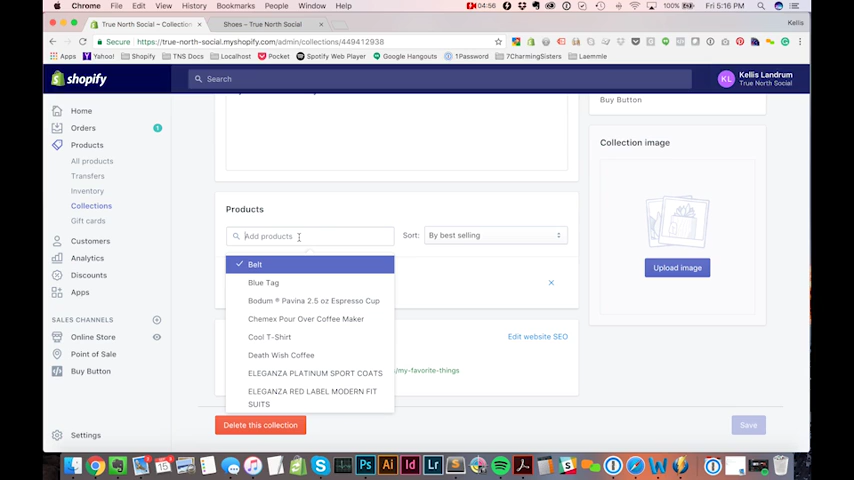 Chrome File Edit View History Bookmarks People Window Help
04:56
100%
Fri 5:16 PM
True North Social ~ Collection
Shoes – True North Social
Kellis
Secure
https://true-north-social.myshopify.com/admin/collections/449412938
Apps Yahoo! Shopify TNS Docs Localhost Pocket Spotify Web Player Google Hangouts 1Password 7CharmingSisters Laemmle
shopify
Search
KL
Kellis Landrum
True North Social
Home
Orders
1
Products
All products
Transfers
Inventory
Collections
Gift cards
Customers
Analytics
Discounts
Apps
SALES CHANNELS
Online Store
Point of Sale
Buy Button
Settings
Buy Button
Collection image
Upload image
Products
Add products
Sort:
By best selling
Belt
Blue Tag
Bodum ® Pavina 2.5 oz Espresso Cup
Chemex Pour Over Coffee Maker
Cool T-Shirt
Death Wish Coffee
ELEGANZA PLATINUM SPORT COATS
ELEGANZA RED LABEL MODERN FIT
SUITS
Edit website SEO
s/my-favorite-things
Delete this collection
Save